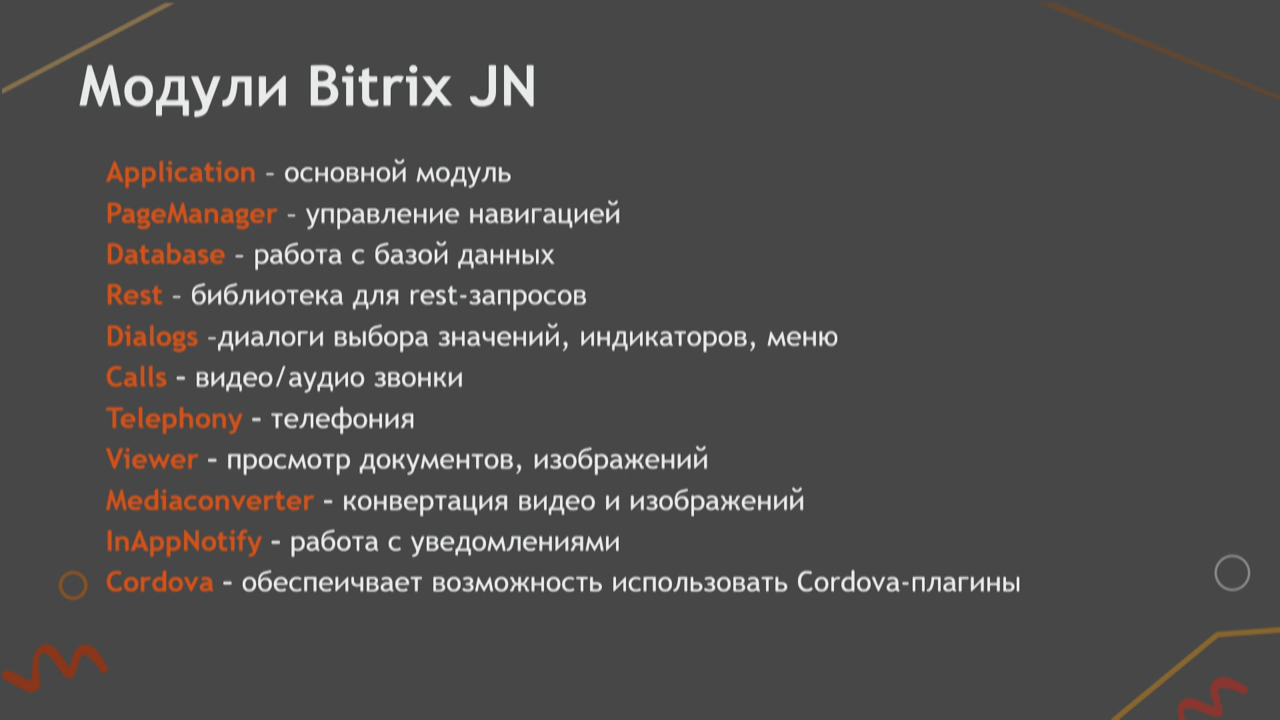 Модули Bitrix JN
Application – основной модуль
PageManager – управление навигацией
Database – работа с базой данных
Rest – библиотека для rest-запросов
Dialogs –диалоги выбора значений, индикаторов, меню
Calls – видео/аудио звонки
Telephony – телефония
Viewer – просмотр документов, изображений
Mediaconverter – конвертация видео и изображений
InAppNotify – работа с уведомлениями
Cordova – обеспеичвает возможность использовать Cordova-плагины